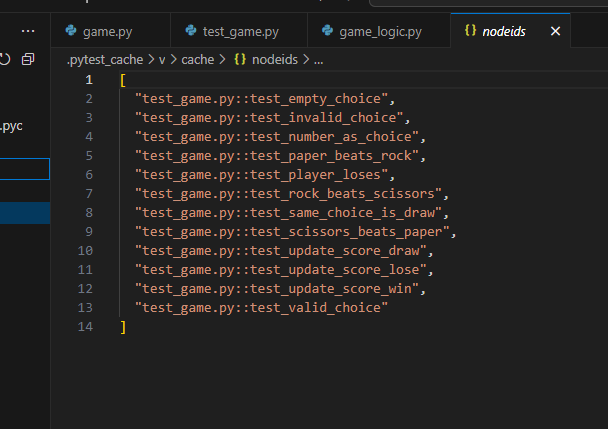 ... game.py test_game.py game_logic.py {} nodeids ×
.pytest_cache > v > cache > {} nodeids > ...
1 [
2 "test_game.py::test_empty_choice",
3 "test_game.py::test_invalid_choice",
.pyc
4 "test_game.py::test_number_as_choice",
5 "test_game.py::test_paper_beats_rock",
6 "test_game.py::test_player_loses",
7 "test_game.py::test_rock_beats_scissors",
8 "test_game.py::test_same_choice_is_draw",
9 "test_game.py::test_scissors_beats_paper",
10 "test_game.py::test_update_score_draw",
11 "test_game.py::test_update_score_lose",
12 "test_game.py::test_update_score_win",
13 "test_game.py::test_valid_choice"
14 ]